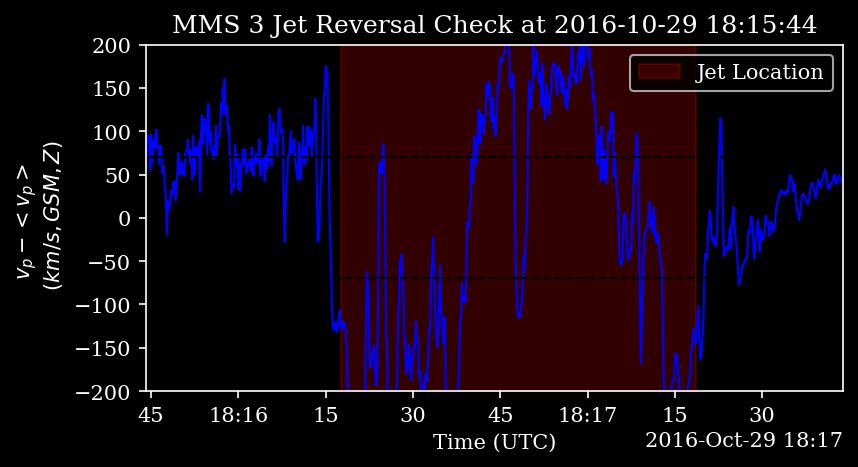 MMS 3 Jet Reversal Check at 2016-10-29 18:15:44
Jet Location
200
150
100
50
0
−50
−100
−150
−200
v_p − <v_p>
(km/s, GSM, Z)
45 18:16 15 30 45 18:17 15 30
Time (UTC)
2016-Oct-29 18:17